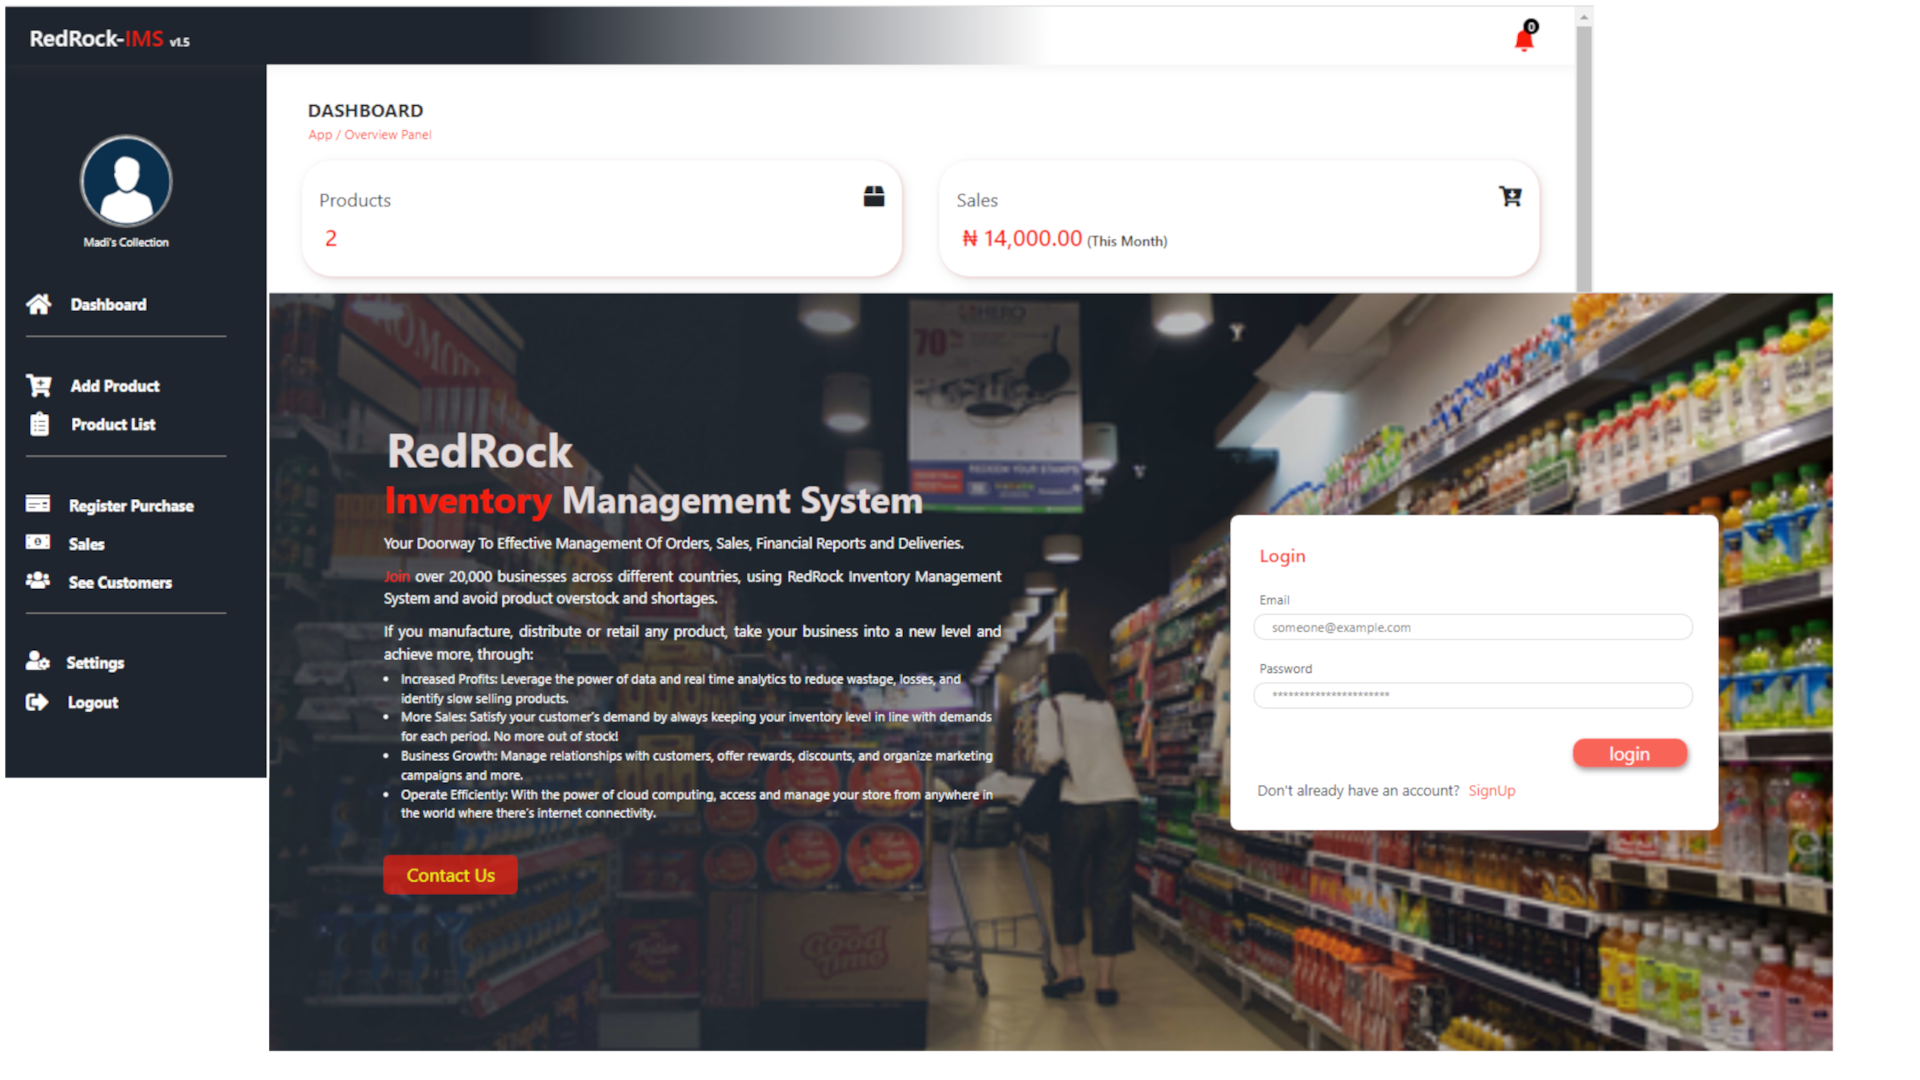 RedRock-IMS v1.5
0
DASHBOARD
App / Overview Panel
Products
2
Sales
₦ 14,000.00 (This Month)
Madi's Collection
Dashboard
Add Product
Product List
Register Purchase
Sales
See Customers
Settings
Logout
HERO
70%
RedRock
Inventory Management System
Your Doorway To Effective Management Of Orders, Sales, Financial Reports and Deliveries.
Join over 20,000 businesses across different countries, using RedRock Inventory Management
System and avoid product overstock and shortages.
If you manufacture, distribute or retail any product, take your business into a new level and
achieve more, through:
• Increased Profits: Leverage the power of data and real time analytics to reduce wastage, losses, and
identify slow selling products.
• More Sales: Satisfy your customer's demand by always keeping your inventory level in line with demands
for each period. No more out of stock!
• Business Growth: Manage relationships with customers, offer rewards, discounts, and organize marketing
campaigns and more.
• Operate Efficiently: With the power of cloud computing, access and manage your store from anywhere in
the world where there's internet connectivity.
Contact Us
Good
Time
Login
Email
someone@example.com
Password
**********************
login
Don't already have an account? SignUp